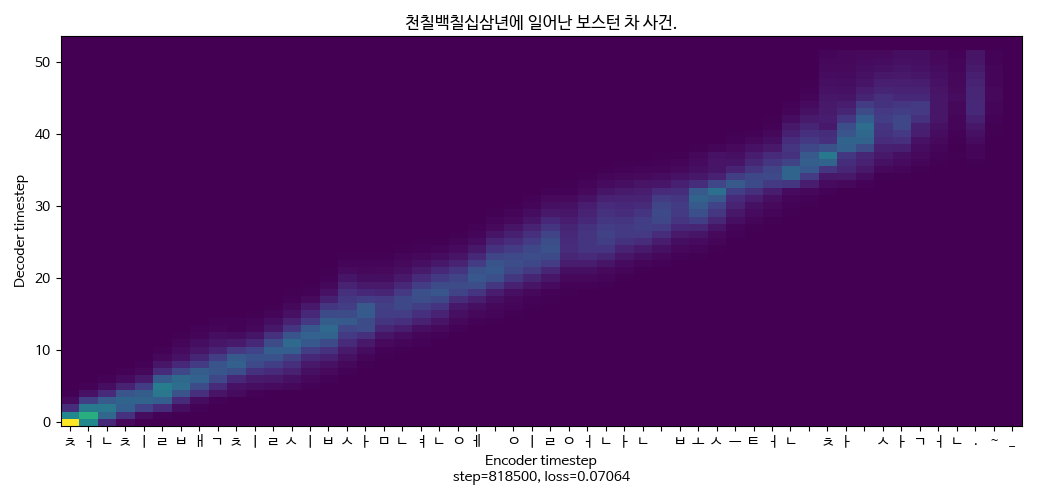 천칠백칠십삼년에 일어난 보스턴 차 사건.
Decoder timestep
50
40
30
20
10
0
ㅊ ㅓ ㄴ ㅊ ㅣ ㄹ ㅂ ㅐ ㄱ ㅊ ㅣ ㄹ ㅅ ㅣ ㅂ ㅅ ㅏ ㅁ ㄴ ㅕ ㄴ ㅇ ㅔ ㅇ ㅣ ㄹ ㅇ ㅓ ㄴ ㅏ ㄴ ㅂ ㅗ ㅅ ㅡ ㅌ ㅓ ㄴ ㅊ ㅏ ㅅ ㅏ ㄱ ㅓ ㄴ . ~ _
Encoder timestep
step=818500, loss=0.07064